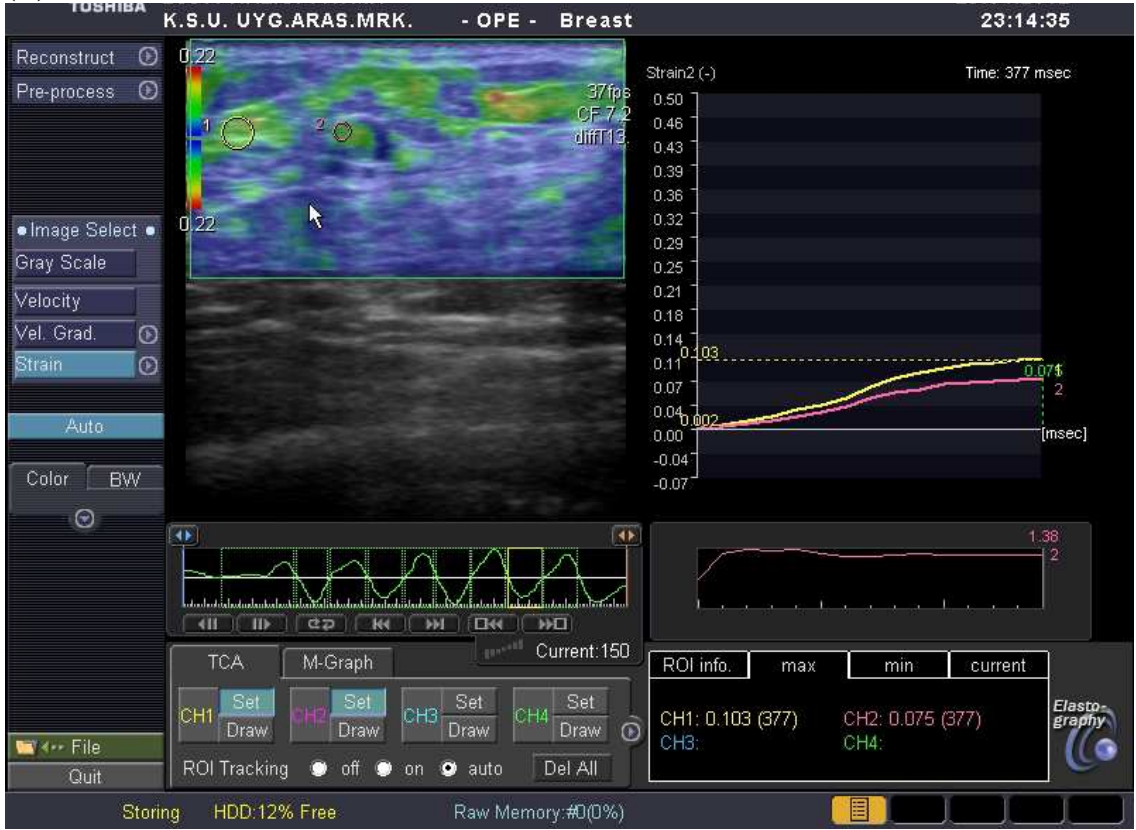 TOSHIBA
K.S.U. UYG.ARAS.MRK. - OPE - Breast
23:14:35
Reconstruct
Pre-process
Image Select
Gray Scale
Velocity
Vel. Grad.
Strain
Auto
Color BW
File
Quit
0.22
37fps
CF 7.2
diffT13.
1 2
0.22
Strain2 (-) Time: 377 msec
0.50
0.46
0.43
0.39
0.36
0.32
0.29
0.25
0.21
0.18
0.14
0.103
0.11
0.07
0.04
0.002
0.00
-0.04
-0.07
0.075
2
[msec]
1.38
2
Current:150
TCA M-Graph
CH1 Set Draw CH2 Set Draw CH3 Set Draw CH4 Set Draw
ROI Tracking off on auto Del All
ROI info. max min current
CH1: 0.103 (377) CH2: 0.075 (377)
CH3: CH4:
Elasto-
graphy
Storing HDD:12% Free Raw Memory:#0(0%)